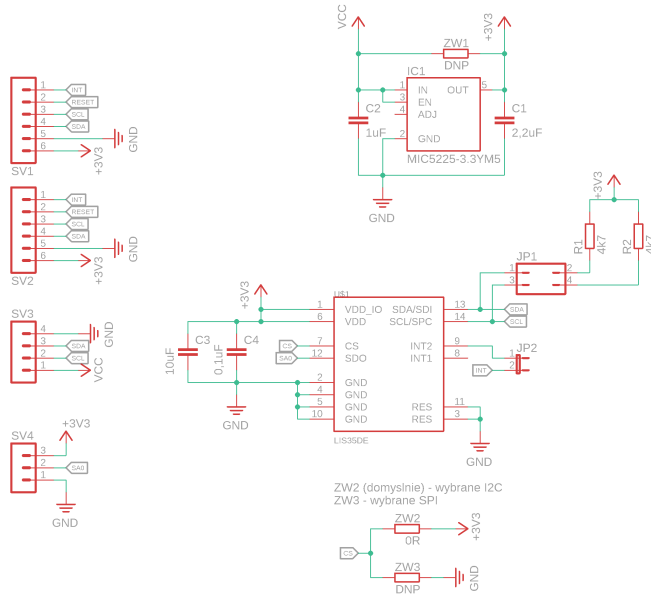 VCC
+3V3
ZW1
DNP
IC1
1 IN OUT 5
3 EN
4 ADJ
2 GND
MIC5225-3.3YM5
C2
1uF
C1
2,2uF
GND
1 INT
2 RESET
3 SCL
4 SDA
5 GND
6 +3V3
SV1
1 INT
2 RESET
3 SCL
4 SDA
5 GND
6 +3V3
SV2
SV3
4 GND
3 SDA
2 SCL
1 VCC
SV4
+3V3
3
2 SA0
1
GND
+3V3
R1
4k7
R2
4k7
JP1
1 2
3 4
+3V3
C3
10uF
C4
0,1uF
GND
U$1
1 VDD_IO SDA/SDI 13 SDA
6 VDD SCL/SPC 14 SCL
CS 7 CS INT2 9
SA0 12 SDO INT1 8
2 GND
4 GND
5 GND RES 11
10 GND RES 3
LIS35DE
GND
JP2
1
INT 2
ZW2 (domyslnie) - wybrane I2C
ZW3 - wybrane SPI
ZW2
0R
+3V3
CS
ZW3
DNP
GND